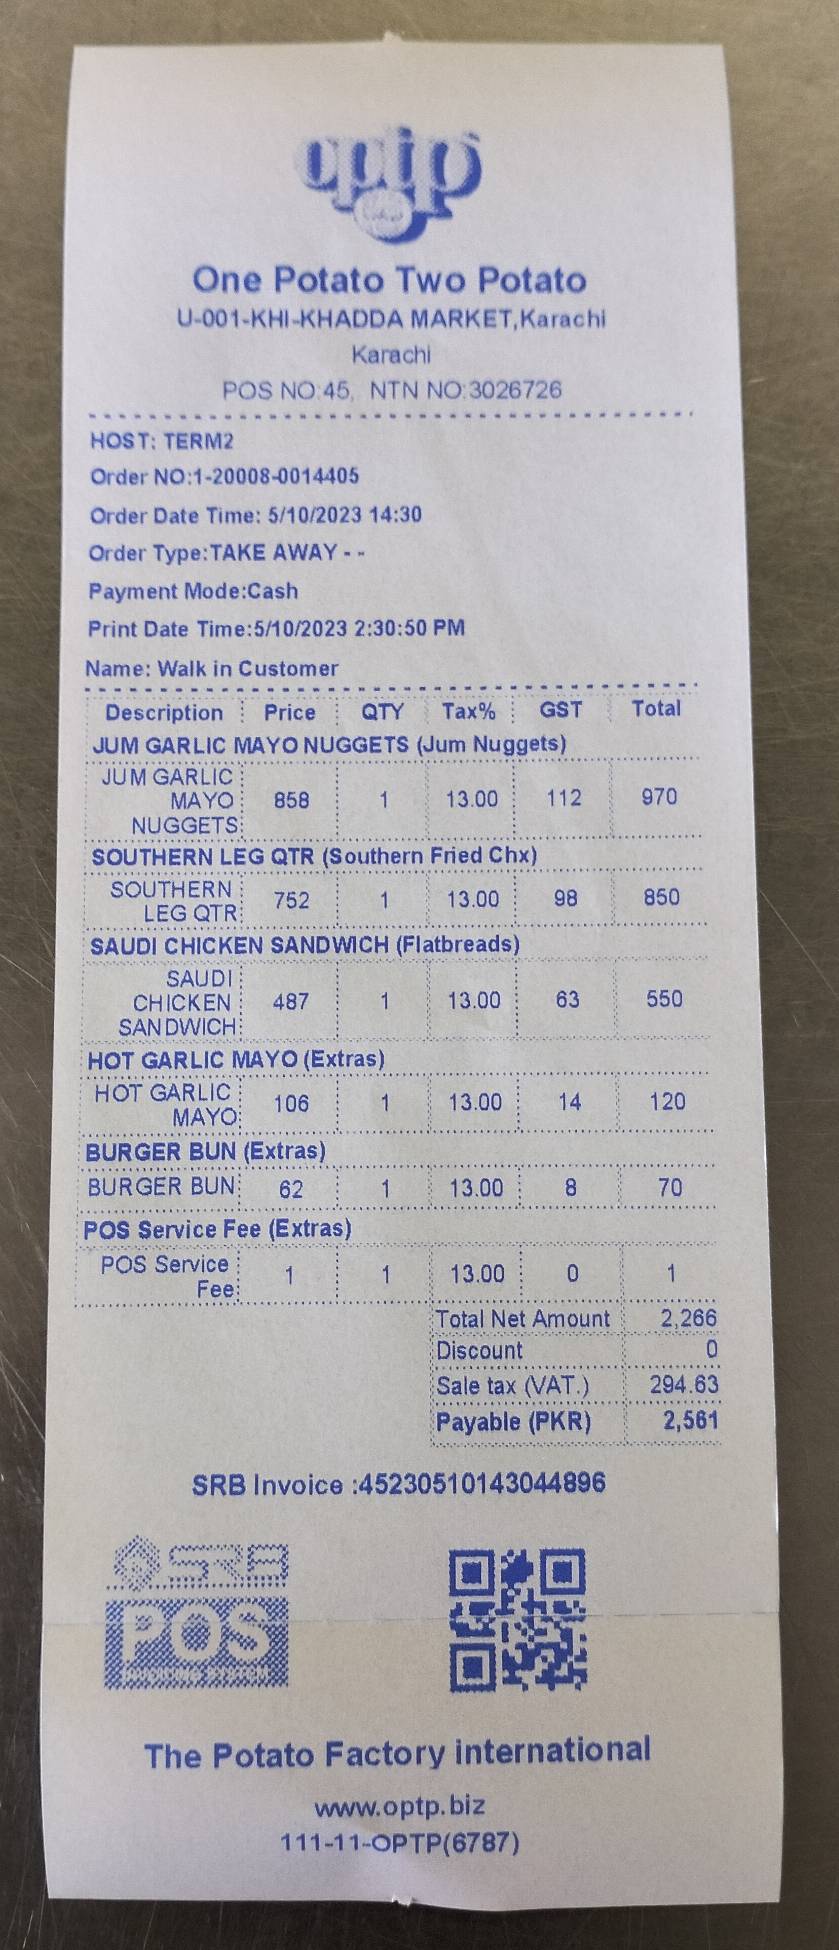 optp
One Potato Two Potato
U-001-KHI-KHADDA MARKET,Karachi
Karachi
POS NO:45, NTN NO:3026726
HOST: TERM2
Order NO:1-20008-0014405
Order Date Time: 5/10/2023 14:30
Order Type:TAKE AWAY - -
Payment Mode:Cash
Print Date Time:5/10/2023 2:30:50 PM
Name: Walk in Customer
Description Price QTY Tax% GST Total
JUM GARLIC MAYO NUGGETS (Jum Nuggets)
JUM GARLIC
MAYO 858 1 13.00 112 970
NUGGETS
SOUTHERN LEG QTR (Southern Fried Chx)
SOUTHERN
LEG QTR 752 1 13.00 98 850
SAUDI CHICKEN SANDWICH (Flatbreads)
SAUDI
CHICKEN 487 1 13.00 63 550
SANDWICH
HOT GARLIC MAYO (Extras)
HOT GARLIC
MAYO 106 1 13.00 14 120
BURGER BUN (Extras)
BURGER BUN 62 1 13.00 8 70
POS Service Fee (Extras)
POS Service
Fee 1 1 13.00 0 1
Total Net Amount 2,266
Discount 0
Sale tax (VAT.) 294.63
Payable (PKR) 2,561
SRB Invoice :45230510143044896
SRB
POS
INVOICING SYSTEM
The Potato Factory international
www.optp.biz
111-11-OPTP(6787)